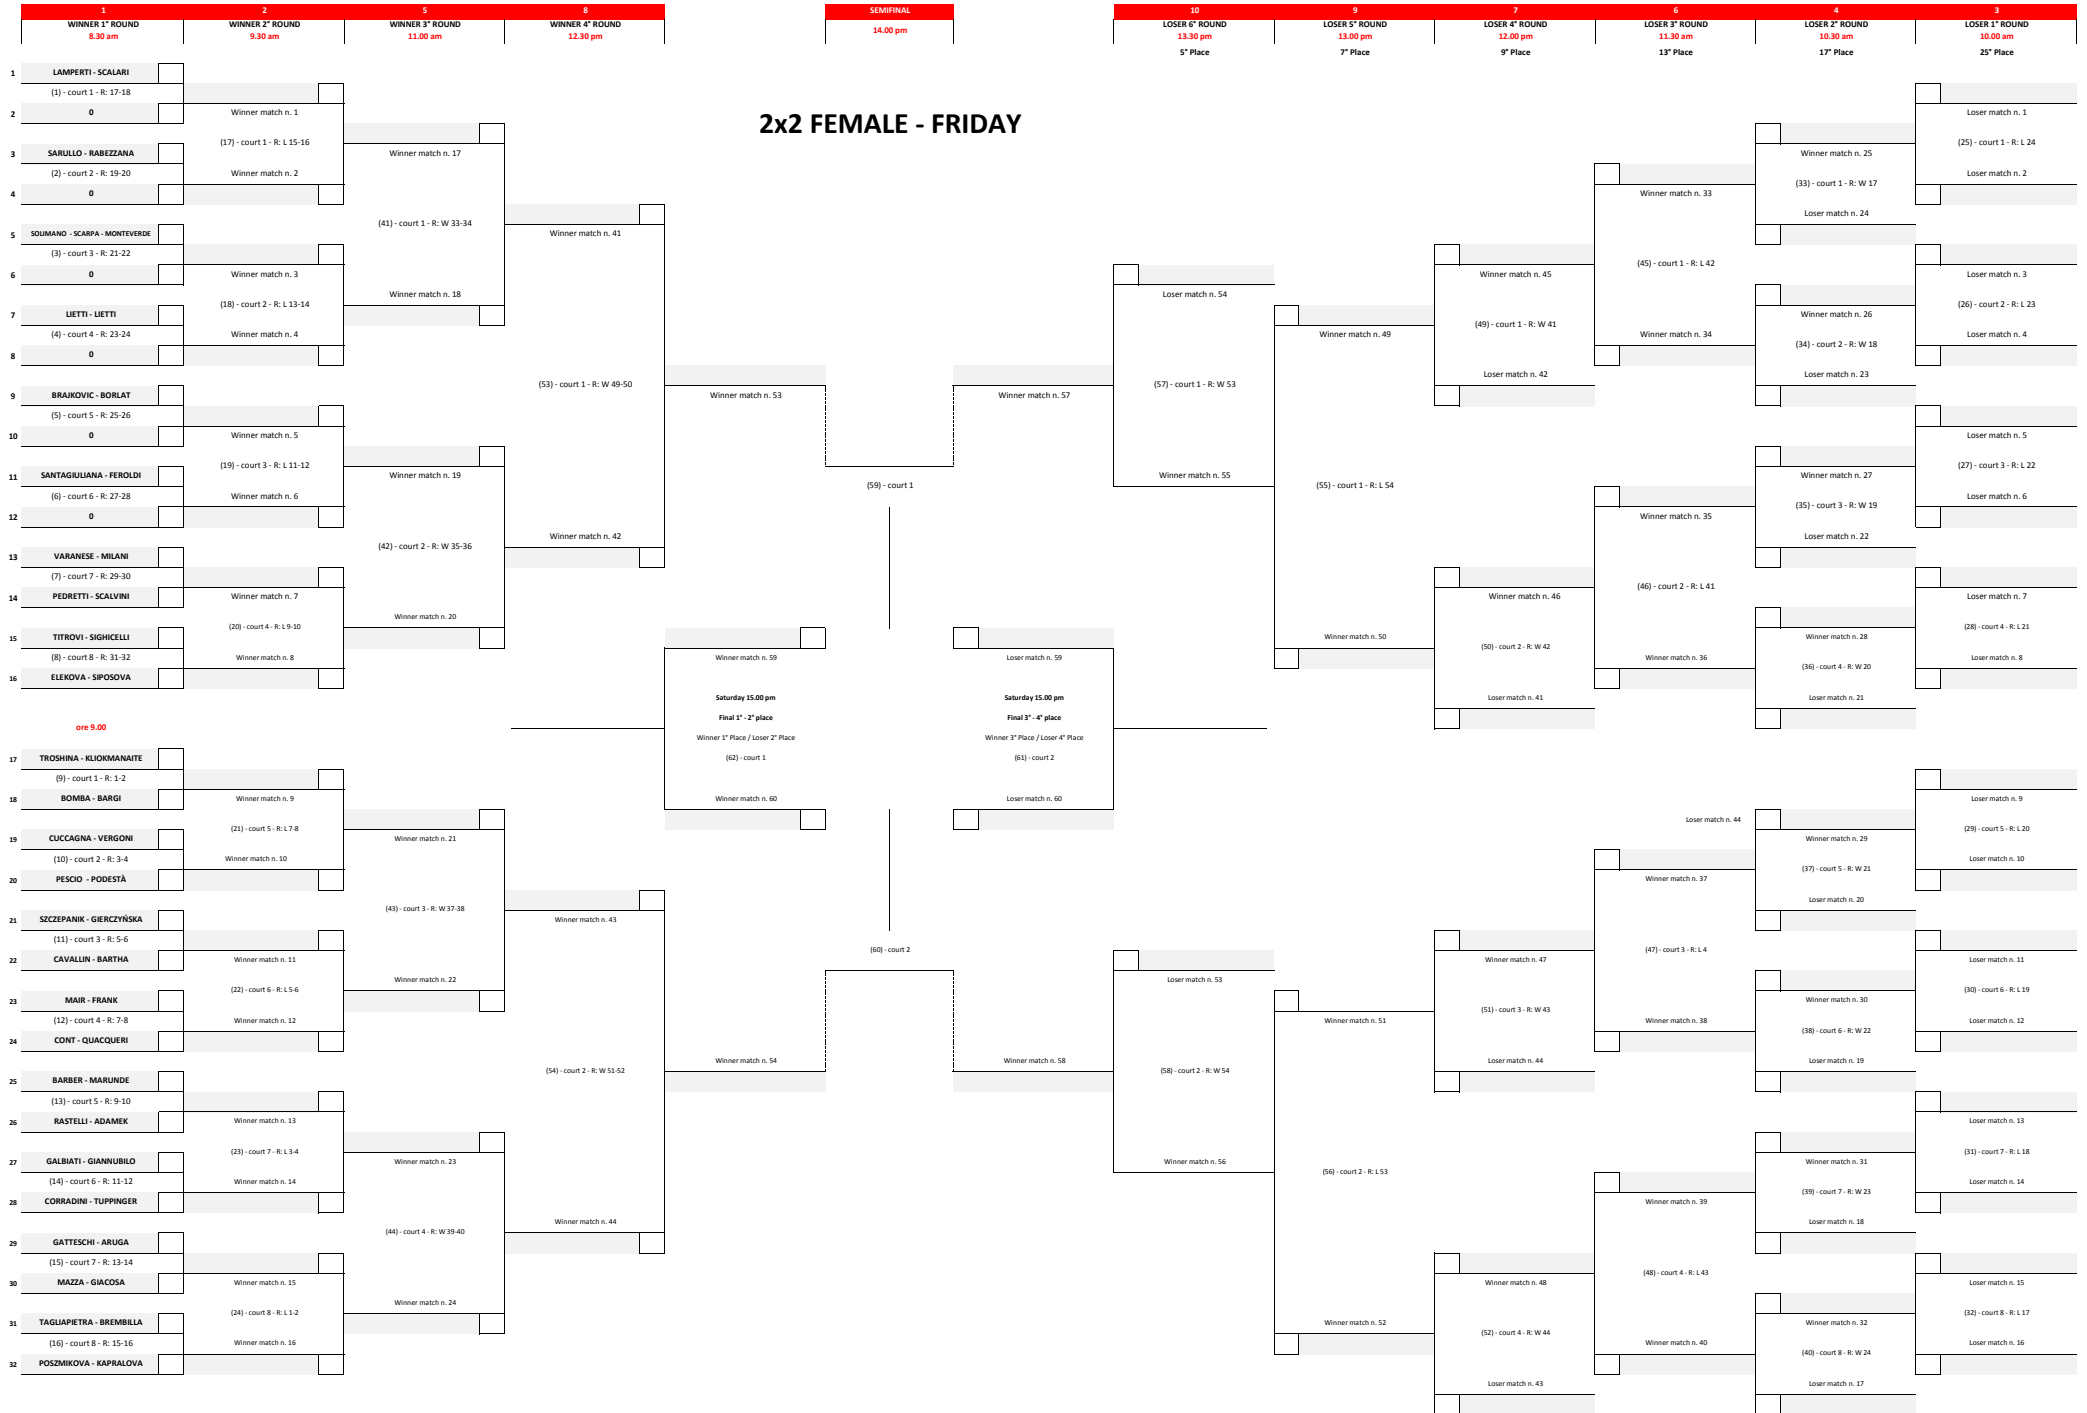 1
2
5
8
SEMIFINAL
10
9
7
6
4
3
WINNER 1° ROUND
WINNER 2° ROUND
WINNER 3° ROUND
WINNER 4° ROUND
14.00 pm
LOSER 6° ROUND
LOSER 5° ROUND
LOSER 4° ROUND
LOSER 3° ROUND
LOSER 2° ROUND
LOSER 1° ROUND
8.30 am
9.30 am
11.00 am
12.30 pm
13.30 pm
13.00 pm
12.00 pm
11.30 am
10.30 am
10.00 am
5° Place
7° Place
9° Place
13° Place
17° Place
25° Place
2x2 FEMALE - FRIDAY
1 LAMPERTI - SCALARI
(1) - court 1 - R: 17-18
2 0
3 SARULLO - RABEZZANA
(2) - court 2 - R: 19-20
4 0
5 SOLIMANO - SCARPA - MONTEVERDE
(3) - court 3 - R: 21-22
6 0
7 LIETTI - LIETTI
(4) - court 4 - R: 23-24
8 0
9 BRAJKOVIC - BORLAT
(5) - court 5 - R: 25-26
10 0
11 SANTAGIULIANA - FEROLDI
(6) - court 6 - R: 27-28
12 0
13 VARANESE - MILANI
(7) - court 7 - R: 29-30
14 PEDRETTI - SCALVINI
15 TITROVI - SIGHICELLI
(8) - court 8 - R: 31-32
16 ELEKOVA - SIPOSOVA
ore 9.00
17 TROSHINA - KLIOKMANAITE
(9) - court 1 - R: 1-2
18 BOMBA - BARGI
19 CUCCAGNA - VERGONI
(10) - court 2 - R: 3-4
20 PESCIO - PODESTÀ
21 SZCZEPANIK - GIERCZYŃSKA
(11) - court 3 - R: 5-6
22 CAVALLIN - BARTHA
23 MAIR - FRANK
(12) - court 4 - R: 7-8
24 CONT - QUACQUERI
25 BARBER - MARUNDE
(13) - court 5 - R: 9-10
26 RASTELLI - ADAMEK
27 GALBIATI - GIANNUBILO
(14) - court 6 - R: 11-12
28 CORRADINI - TUPPINGER
29 GATTESCHI - ARUGA
(15) - court 7 - R: 13-14
30 MAZZA - GIACOSA
31 TAGLIAPIETRA - BREMBILLA
(16) - court 8 - R: 15-16
32 POSZMIKOVA - KAPRALOVA
Winner match n. 1
(17) - court 1 - R: L 15-16
Winner match n. 2
Winner match n. 3
(18) - court 2 - R: L 13-14
Winner match n. 4
Winner match n. 5
(19) - court 3 - R: L 11-12
Winner match n. 6
Winner match n. 7
(20) - court 4 - R: L 9-10
Winner match n. 8
Winner match n. 9
(21) - court 5 - R: L 7-8
Winner match n. 10
Winner match n. 11
(22) - court 6 - R: L 5-6
Winner match n. 12
Winner match n. 13
(23) - court 7 - R: L 3-4
Winner match n. 14
Winner match n. 15
(24) - court 8 - R: L 1-2
Winner match n. 16
Winner match n. 17
(41) - court 1 - R: W 33-34
Winner match n. 18
Winner match n. 19
(42) - court 2 - R: W 35-36
Winner match n. 20
Winner match n. 21
(43) - court 3 - R: W 37-38
Winner match n. 22
Winner match n. 23
(44) - court 4 - R: W 39-40
Winner match n. 24
Winner match n. 41
(53) - court 1 - R: W 49-50
Winner match n. 42
Winner match n. 43
(54) - court 2 - R: W 51-52
Winner match n. 44
Winner match n. 53
Winner match n. 59
Saturday 15.00 pm
Final 1° - 2° place
Winner 1° Place / Loser 2° Place
(62) - court 1
Winner match n. 60
Winner match n. 54
(59) - court 1
(60) - court 2
Winner match n. 57
Loser match n. 59
Saturday 15.00 pm
Final 3° - 4° place
Winner 3° Place / Loser 4° Place
(61) - court 2
Loser match n. 60
Winner match n. 58
Loser match n. 54
(57) - court 1 - R: W 53
Winner match n. 55
Loser match n. 53
(58) - court 2 - R: W 54
Winner match n. 56
Winner match n. 49
(55) - court 1 - R: L 54
Winner match n. 50
Winner match n. 51
(56) - court 2 - R: L 53
Winner match n. 52
Winner match n. 45
(49) - court 1 - R: W 41
Loser match n. 42
Winner match n. 46
(50) - court 2 - R: W 42
Loser match n. 41
Winner match n. 47
(51) - court 3 - R: W 43
Loser match n. 44
Winner match n. 48
(52) - court 4 - R: W 44
Loser match n. 43
Winner match n. 33
(45) - court 1 - R: L 42
Winner match n. 34
Winner match n. 35
(46) - court 2 - R: L 41
Winner match n. 36
Loser match n. 44
Winner match n. 37
(47) - court 3 - R: L 4
Winner match n. 38
Winner match n. 39
(48) - court 4 - R: L 43
Winner match n. 40
Winner match n. 25
(33) - court 1 - R: W 17
Loser match n. 24
Winner match n. 26
(34) - court 2 - R: W 18
Loser match n. 23
Winner match n. 27
(35) - court 3 - R: W 19
Loser match n. 22
Winner match n. 28
(36) - court 4 - R: W 20
Loser match n. 21
Winner match n. 29
(37) - court 5 - R: W 21
Loser match n. 20
Winner match n. 30
(38) - court 6 - R: W 22
Loser match n. 19
Winner match n. 31
(39) - court 7 - R: W 23
Loser match n. 18
Winner match n. 32
(40) - court 8 - R: W 24
Loser match n. 17
Loser match n. 1
(25) - court 1 - R: L 24
Loser match n. 2
Loser match n. 3
(26) - court 2 - R: L 23
Loser match n. 4
Loser match n. 5
(27) - court 3 - R: L 22
Loser match n. 6
Loser match n. 7
(28) - court 4 - R: L 21
Loser match n. 8
Loser match n. 9
(29) - court 5 - R: L 20
Loser match n. 10
Loser match n. 11
(30) - court 6 - R: L 19
Loser match n. 12
Loser match n. 13
(31) - court 7 - R: L 18
Loser match n. 14
Loser match n. 15
(32) - court 8 - R: L 17
Loser match n. 16